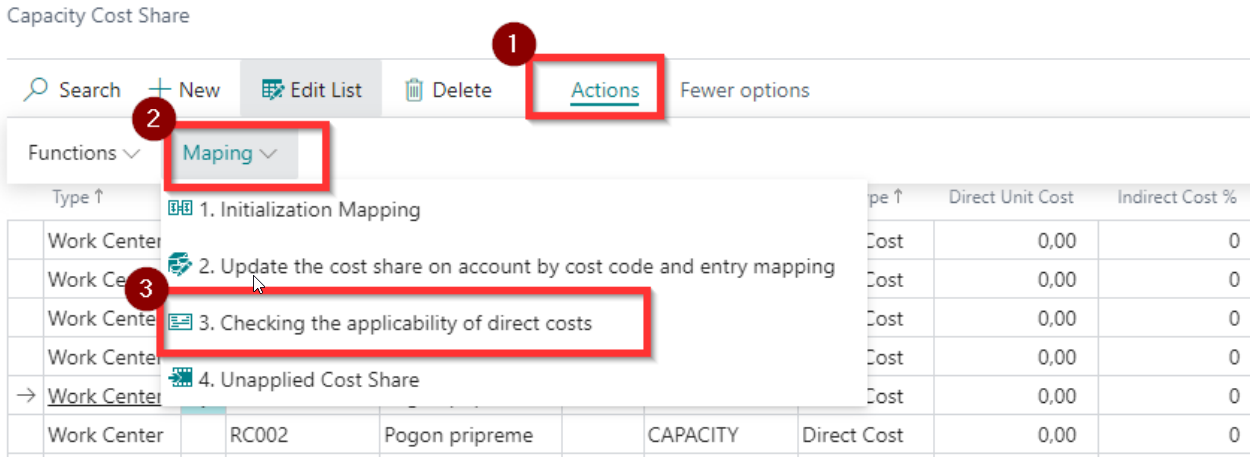 Capacity Cost Share
1
Search New Edit List Delete Actions Fewer options
2
Functions Maping
Type ↑ ype ↑ Direct Unit Cost Indirect Cost %
1. Initialization Mapping
Work Center Cost 0,00 0
2. Update the cost share on account by cost code and entry mapping
Work Ce Cost 0,00 0
3
3. Checking the applicability of direct costs
Work Cente Cost 0,00 0
Work Center Cost 0,00 0
4. Unapplied Cost Share
→ Work Center Cost 0,00 0
Work Center RC002 Pogon pripreme CAPACITY Direct Cost 0,00 0